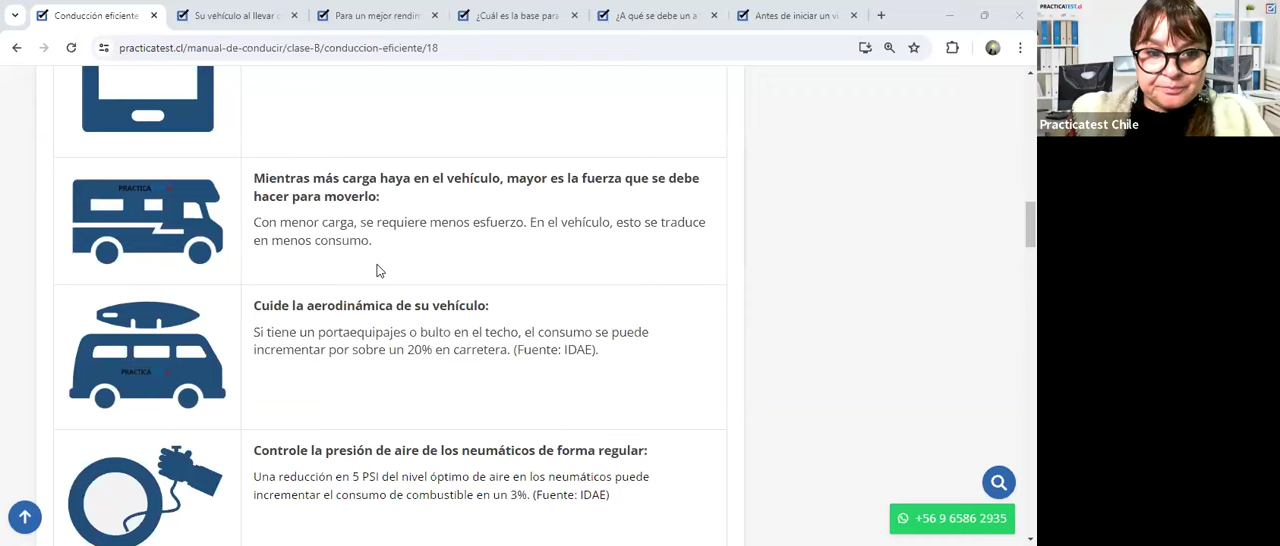 Conducción eficiente
Su vehículo al llevar c
Para un mejor rendin
¿Cuál es la base para
¿A qué se debe un a
Antes de iniciar un vi
practicatest.cl/manual-de-conducir/clase-B/conduccion-eficiente/18
PRACTICATEST.cl
Practicatest Chile
PRACTICA
Mientras más carga haya en el vehículo, mayor es la fuerza que se debe
hacer para moverlo:
Con menor carga, se requiere menos esfuerzo. En el vehículo, esto se traduce
en menos consumo.
Cuide la aerodinámica de su vehículo:
Si tiene un portaequipajes o bulto en el techo, el consumo se puede
incrementar por sobre un 20% en carretera. (Fuente: IDAE).
PRACTICA
Controle la presión de aire de los neumáticos de forma regular:
Una reducción en 5 PSI del nivel óptimo de aire en los neumáticos puede
incrementar el consumo de combustible en un 3%. (Fuente: IDAE)
+56 9 6586 2935